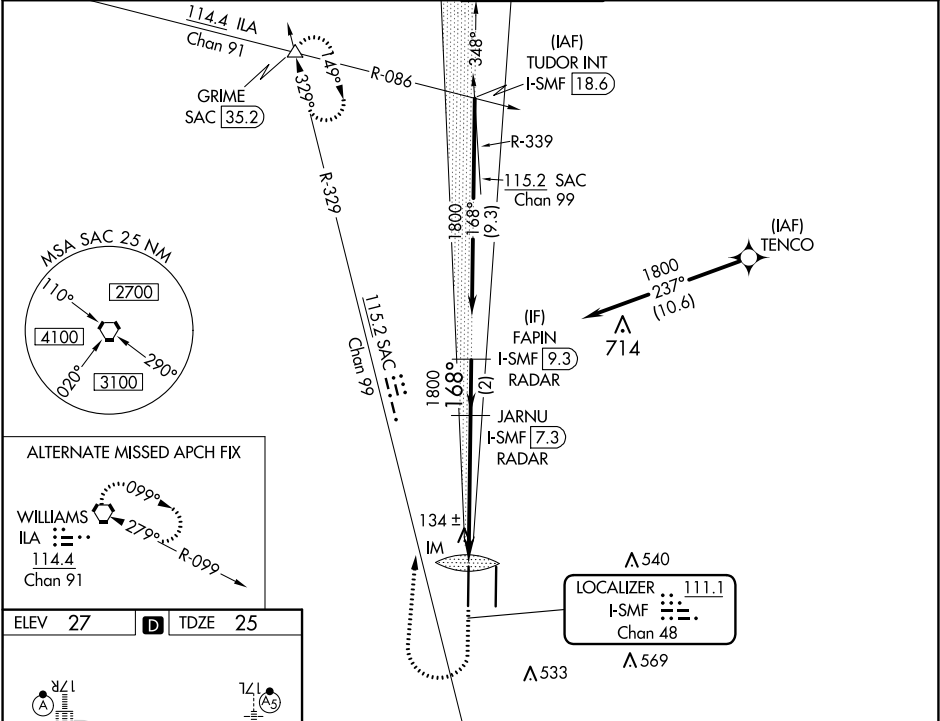 114.4 ILA
Chan 91
GRIME
SAC 35.2
149°
329°
R-086
348°
(IAF)
TUDOR INT
I-SMF 18.6
R-339
115.2 SAC
Chan 99
R-329
1800
168°
(9.3)
(IAF)
TENCO
1800
237°
(10.6)
714
MSA SAC 25 NM
110°
2700
4100
020°
3100
290°
115.2 SAC
Chan 99
(IF)
FAPIN
I-SMF 9.3
RADAR
1800
168°
(2)
JARNU
I-SMF 7.3
RADAR
ALTERNATE MISSED APCH FIX
WILLIAMS
ILA
114.4
Chan 91
099°
279°
R-099
134 ±
IM
540
LOCALIZER 111.1
I-SMF
Chan 48
533
569
ELEV 27
D
TDZE 25
A
17R
17L
A5